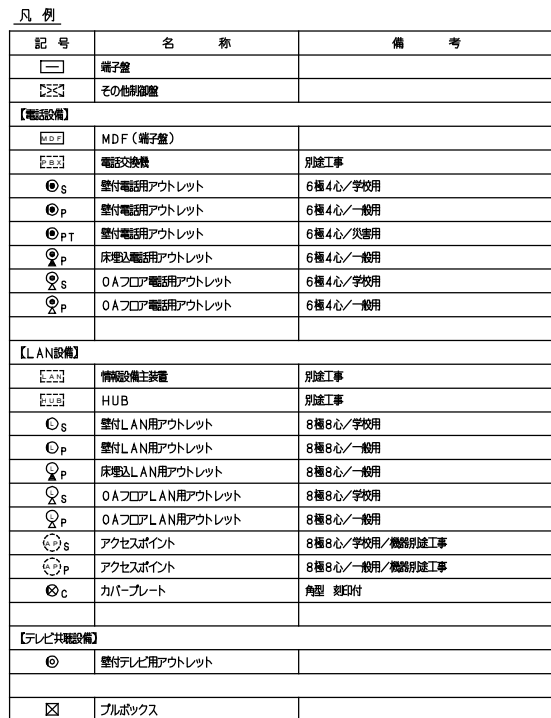 凡 例
記 号 名 称 備 考
端子盤
その他制御盤
【電話設備】
MDF MDF(端子盤)
PBX 電話交換機 別途工事
S 壁付電話用アウトレット 6極4心/学校用
P 壁付電話用アウトレット 6極4心/一般用
PT 壁付電話用アウトレット 6極4心/災害用
P 床埋込電話用アウトレット 6極4心/一般用
S OAフロア電話用アウトレット 6極4心/学校用
P OAフロア電話用アウトレット 6極4心/一般用
【LAN設備】
LAN 情報設備主装置 別途工事
HUB HUB 別途工事
L S 壁付LAN用アウトレット 8極8心/学校用
L P 壁付LAN用アウトレット 8極8心/一般用
L P 床埋込LAN用アウトレット 8極8心/一般用
L S OAフロアLAN用アウトレット 8極8心/学校用
L P OAフロアLAN用アウトレット 8極8心/一般用
AP S アクセスポイント 8極8心/学校用/機器別途工事
AP P アクセスポイント 8極8心/一般用/機器別途工事
C カバープレート 角型 刻印付
【テレビ共聴設備】
壁付テレビ用アウトレット
プルボックス